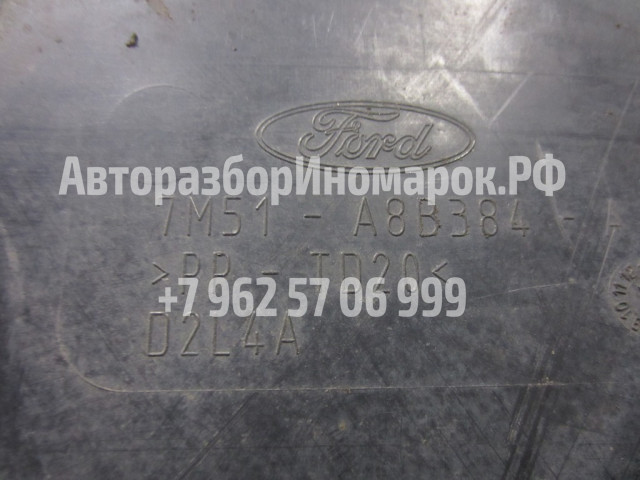 Ford
АвторазборИномарок.РФ
7M51 - A8B384 -
>PP - TD20<
+7 962 57 06 999
D2L4A